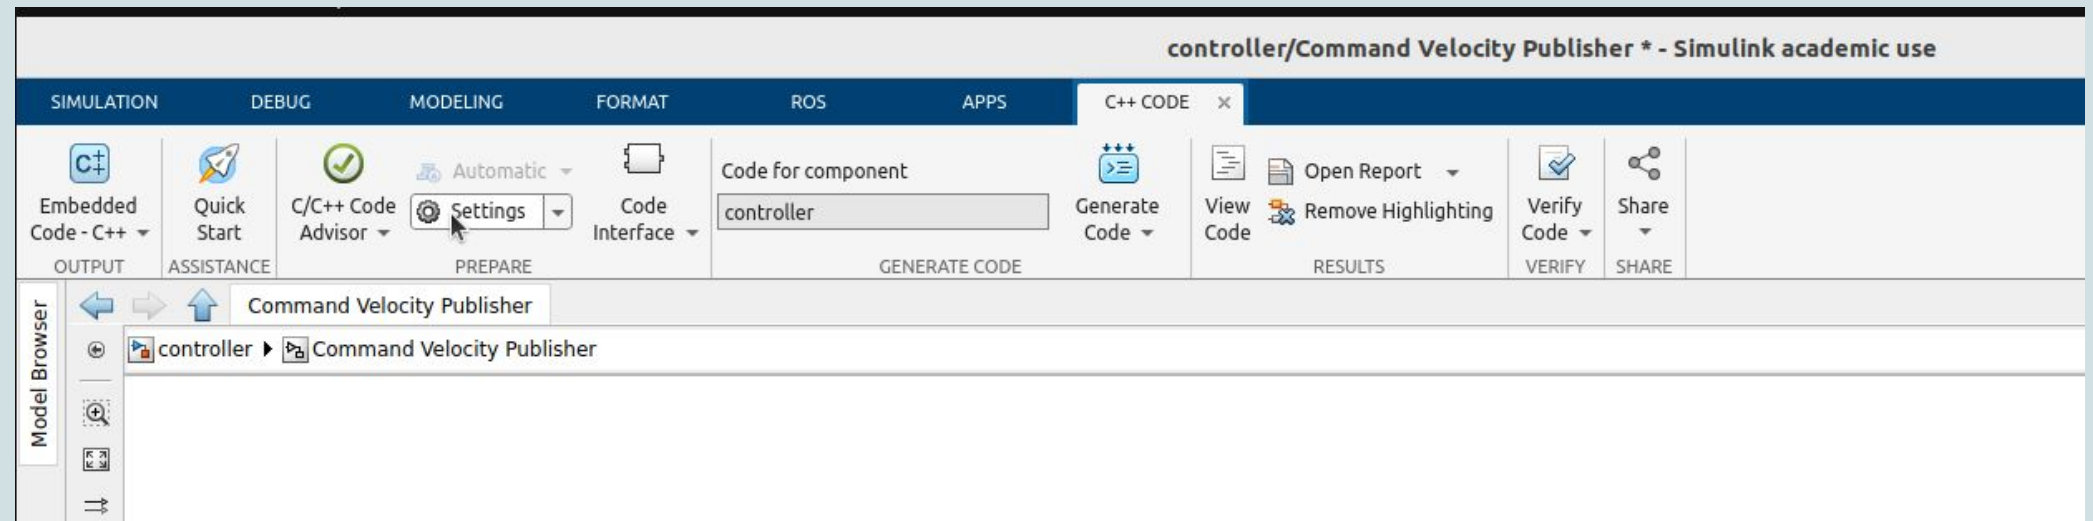 controller/Command Velocity Publisher * - Simulink academic use
SIMULATION DEBUG MODELING FORMAT ROS APPS C++ CODE ×
Embedded Code - C++
OUTPUT
Quick Start
ASSISTANCE
C/C++ Code Advisor
Automatic
Settings
Code Interface
PREPARE
Code for component
controller
Generate Code
GENERATE CODE
View Code
Open Report
Remove Highlighting
RESULTS
Verify Code
VERIFY
Share
SHARE
Model Browser
Command Velocity Publisher
controller Command Velocity Publisher